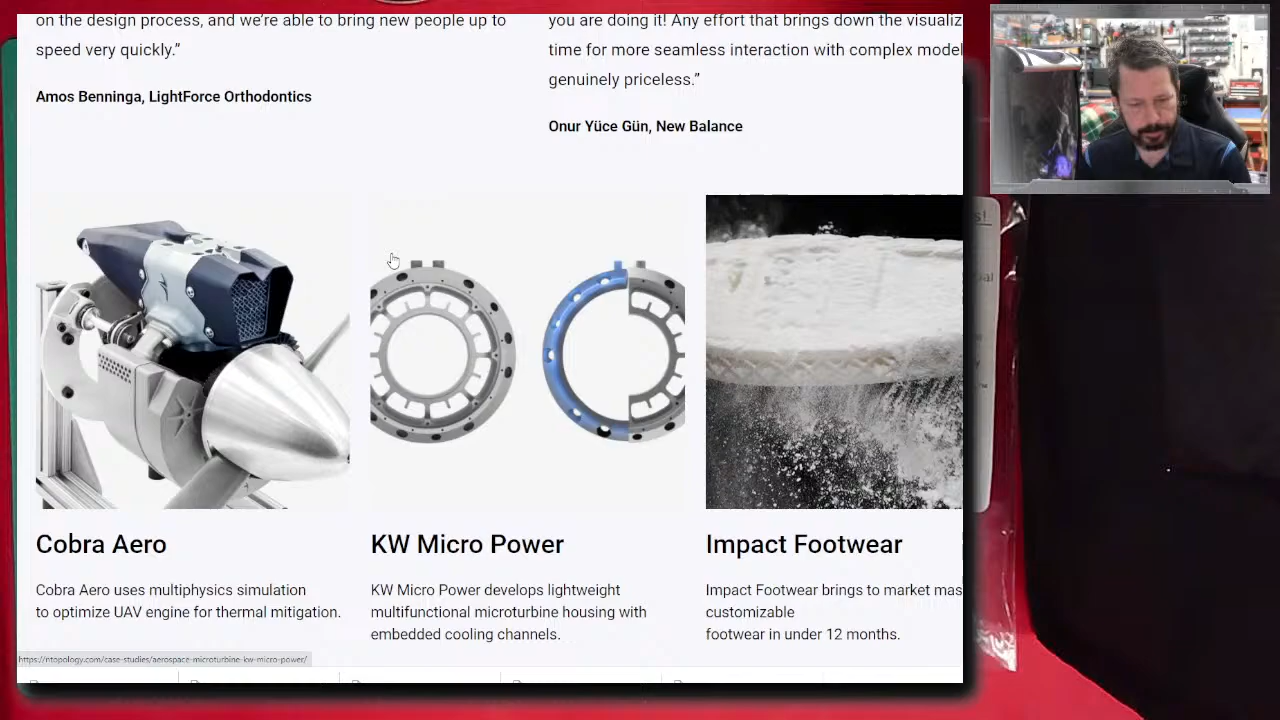 on the design process, and we're able to bring new people up to
speed very quickly.”
Amos Benninga, LightForce Orthodontics
you are doing it! Any effort that brings down the visualiz
time for more seamless interaction with complex model
genuinely priceless.”
Onur Yüce Gün, New Balance
Cobra Aero
Cobra Aero uses multiphysics simulation
to optimize UAV engine for thermal mitigation.
KW Micro Power
KW Micro Power develops lightweight
multifunctional microturbine housing with
embedded cooling channels.
Impact Footwear
Impact Footwear brings to market mas
customizable
footwear in under 12 months.
https://ntopology.com/case-studies/aerospace-microturbine-kw-micro-power/